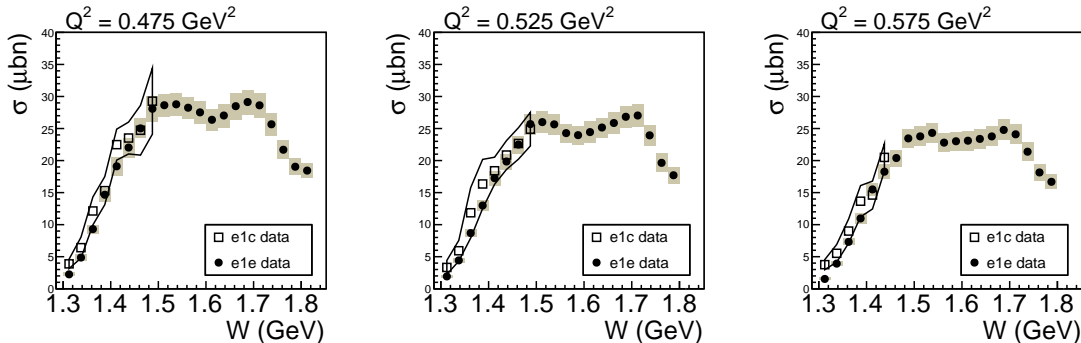 Q² = 0.475 GeV²
σ (μbn)
40
35
30
25
20
15
10
5
0
e1c data
e1e data
1.3 1.4 1.5 1.6 1.7 1.8
W (GeV)
Q² = 0.525 GeV²
σ (μbn)
40
35
30
25
20
15
10
5
0
e1c data
e1e data
1.3 1.4 1.5 1.6 1.7 1.8
W (GeV)
Q² = 0.575 GeV²
σ (μbn)
40
35
30
25
20
15
10
5
0
e1c data
e1e data
1.3 1.4 1.5 1.6 1.7 1.8
W (GeV)